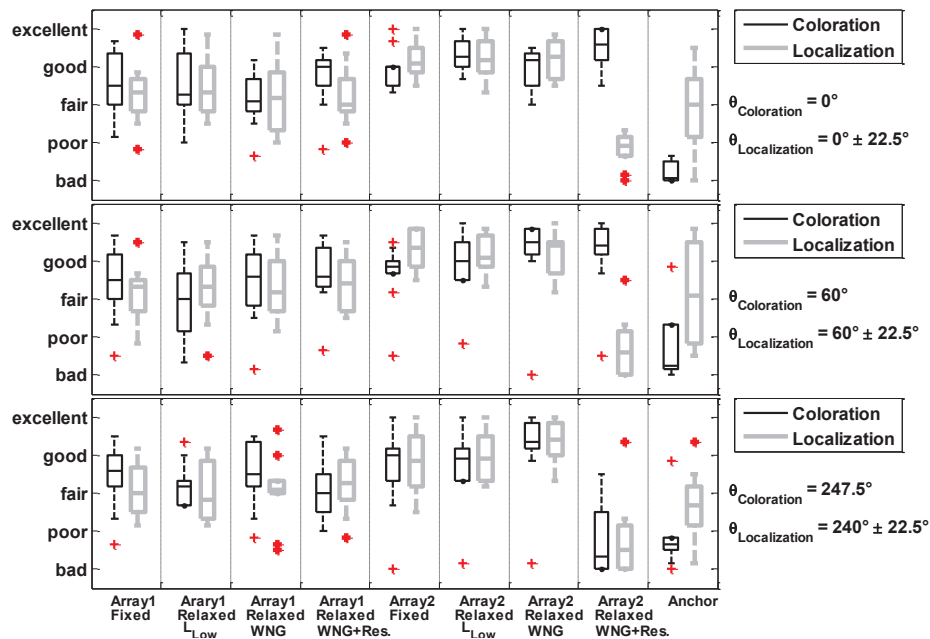 excellent
good
fair
poor
bad
Coloration
Localization
θColoration = 0°
θLocalization = 0° ± 22.5°
excellent
good
fair
poor
bad
Coloration
Localization
θColoration = 60°
θLocalization = 60° ± 22.5°
excellent
good
fair
poor
bad
Coloration
Localization
θColoration = 247.5°
θLocalization = 240° ± 22.5°
Array1 Arary1 Array1 Array1 Array2 Array2 Array2 Array2 Anchor
Fixed Relaxed Relaxed Relaxed Fixed Relaxed Relaxed Relaxed
LLow WNG WNG+Res. LLow WNG WNG+Res.